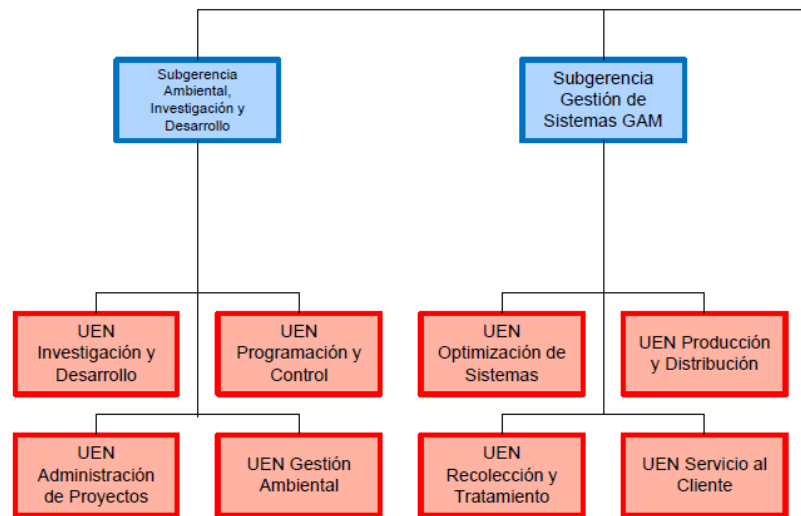 Subgerencia
Ambiental,
Investigación y
Desarrollo
Subgerencia
Gestión de
Sistemas GAM
UEN
Investigación y
Desarrollo
UEN
Programación y
Control
UEN
Optimización de
Sistemas
UEN Producción
y Distribución
UEN
Administración
de Proyectos
UEN Gestión
Ambiental
UEN
Recolección y
Tratamiento
UEN Servicio al
Cliente